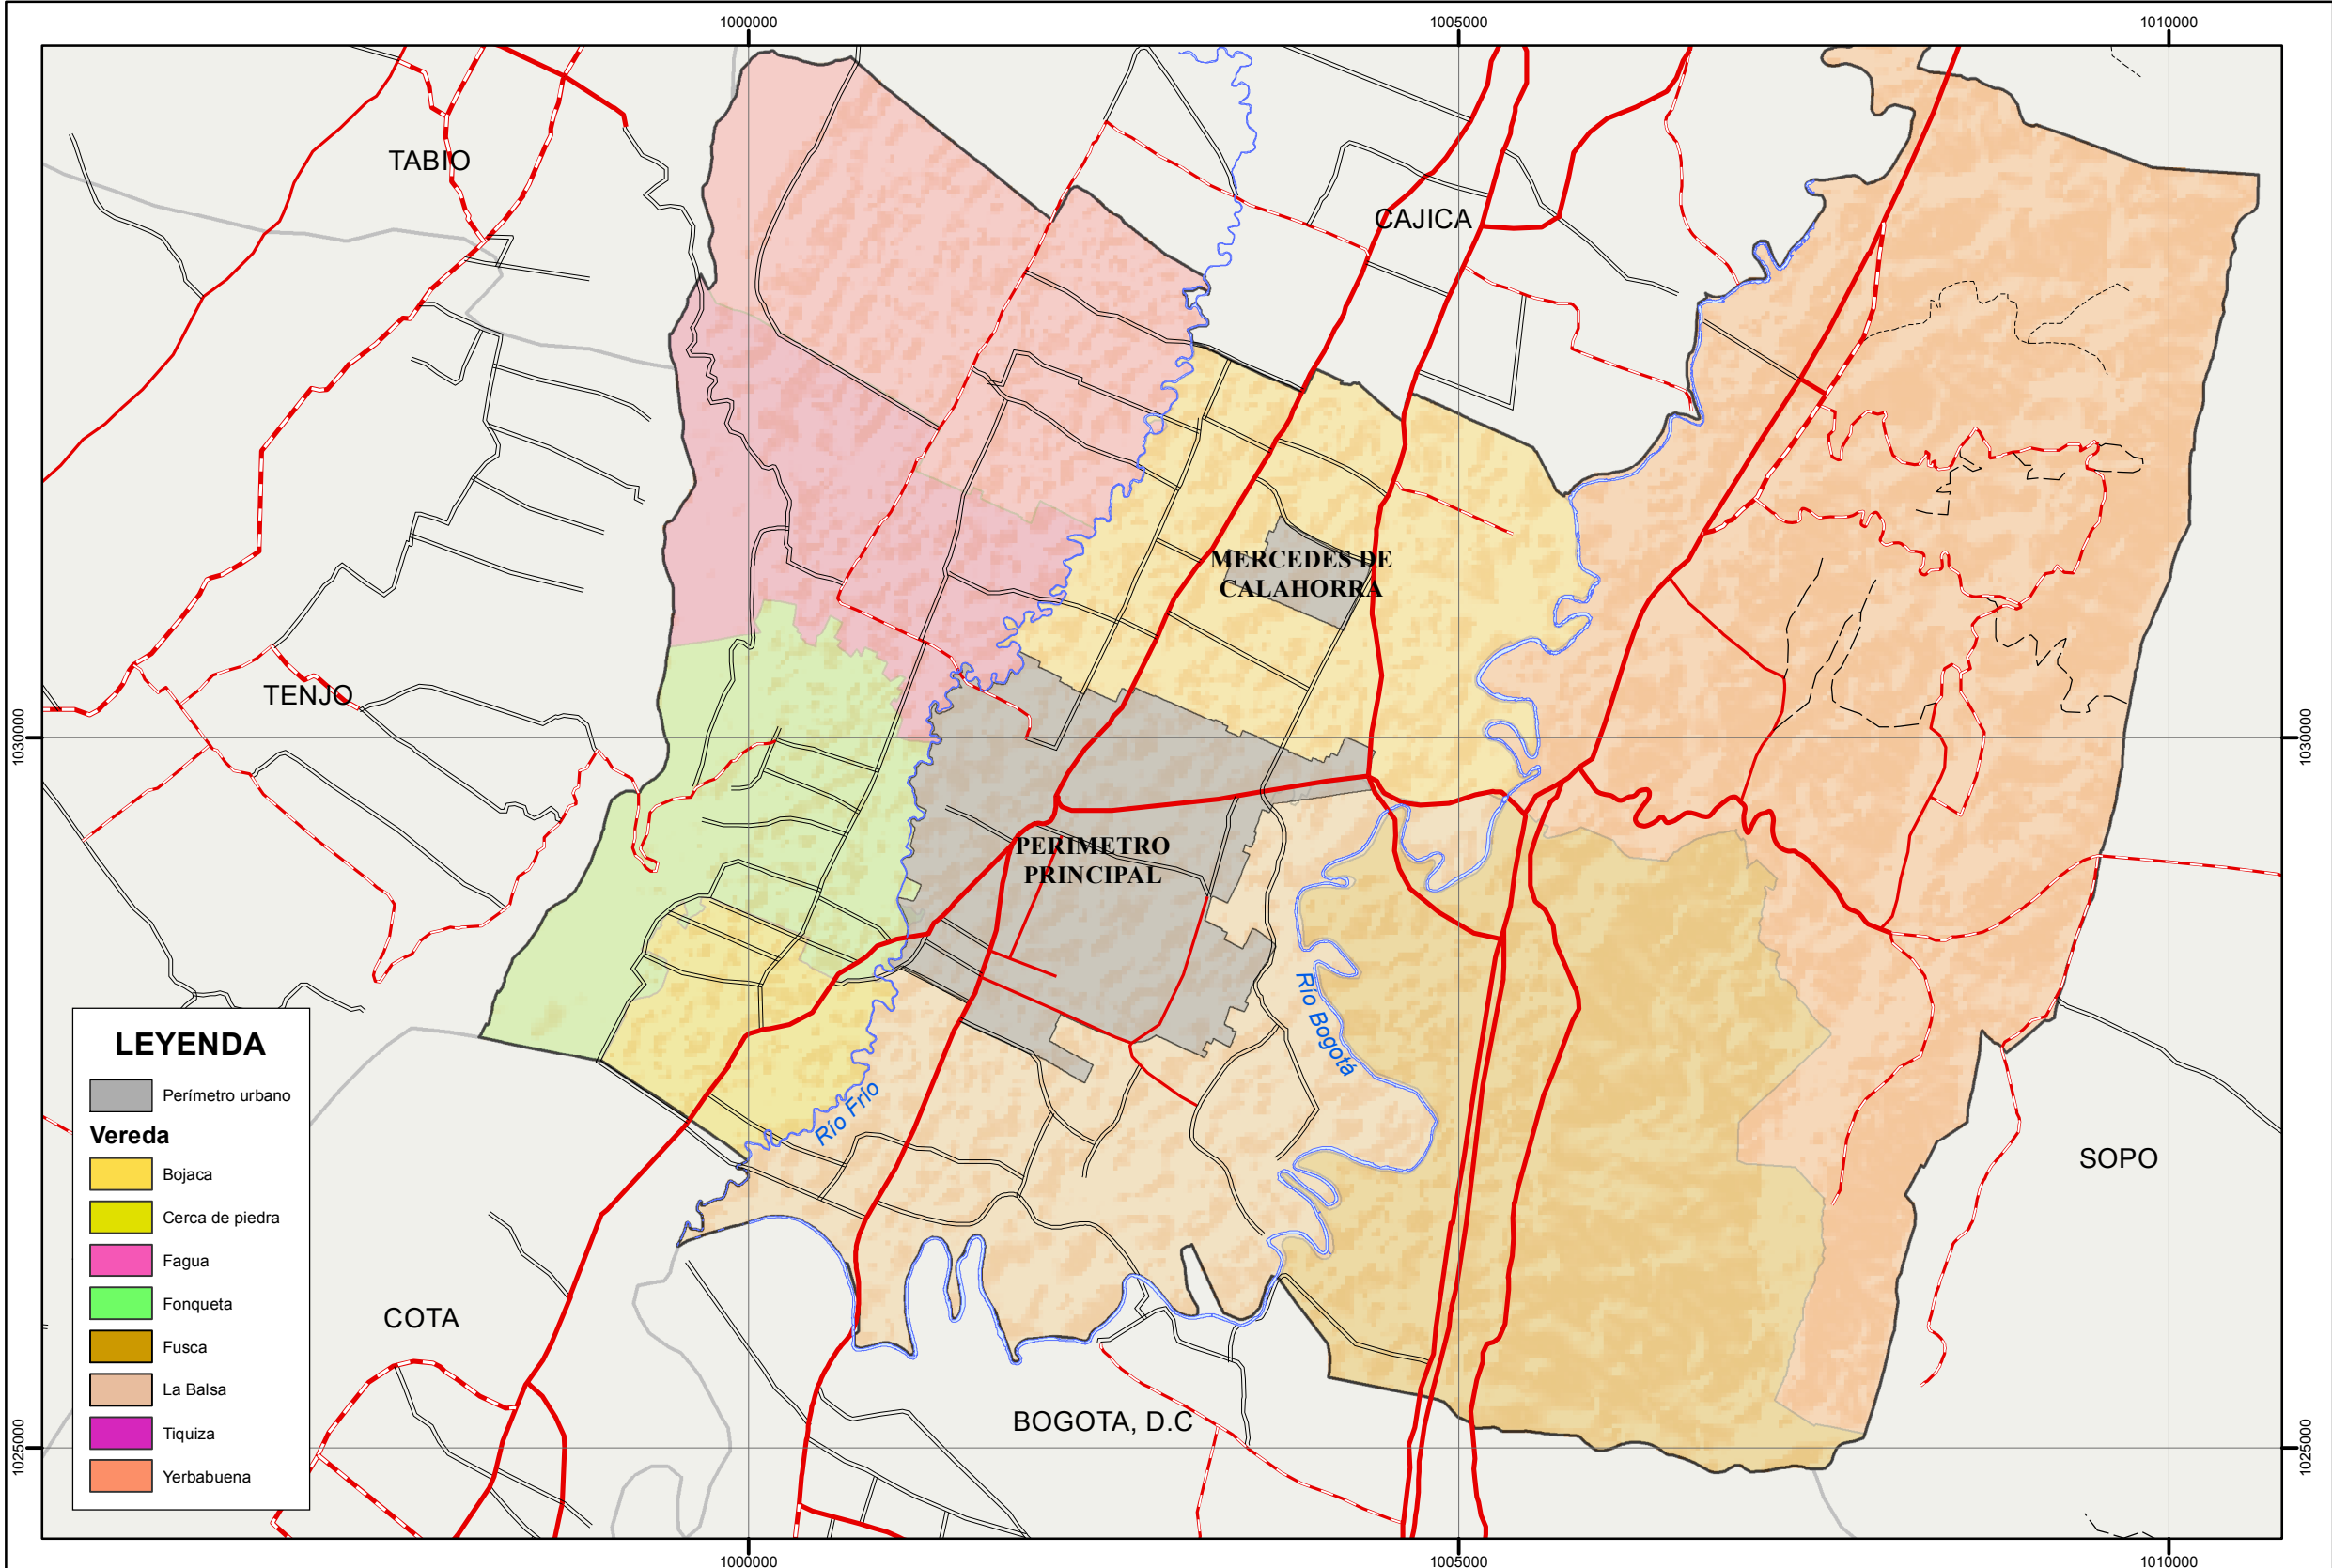 1000000
1005000
1010000
TABIO
CAJICA
MERCEDES DE
CALAHORRA
TENJO
1030000
1030000
PERIMETRO
PRINCIPAL
Río Bogotá
Río Frío
LEYENDA
Perímetro urbano
Vereda
Bojaca
Cerca de piedra
Fagua
Fonqueta
Fusca
La Balsa
Tiquiza
Yerbabuena
SOPO
COTA
BOGOTA, D.C
1025000
1025000
1000000
1005000
1010000